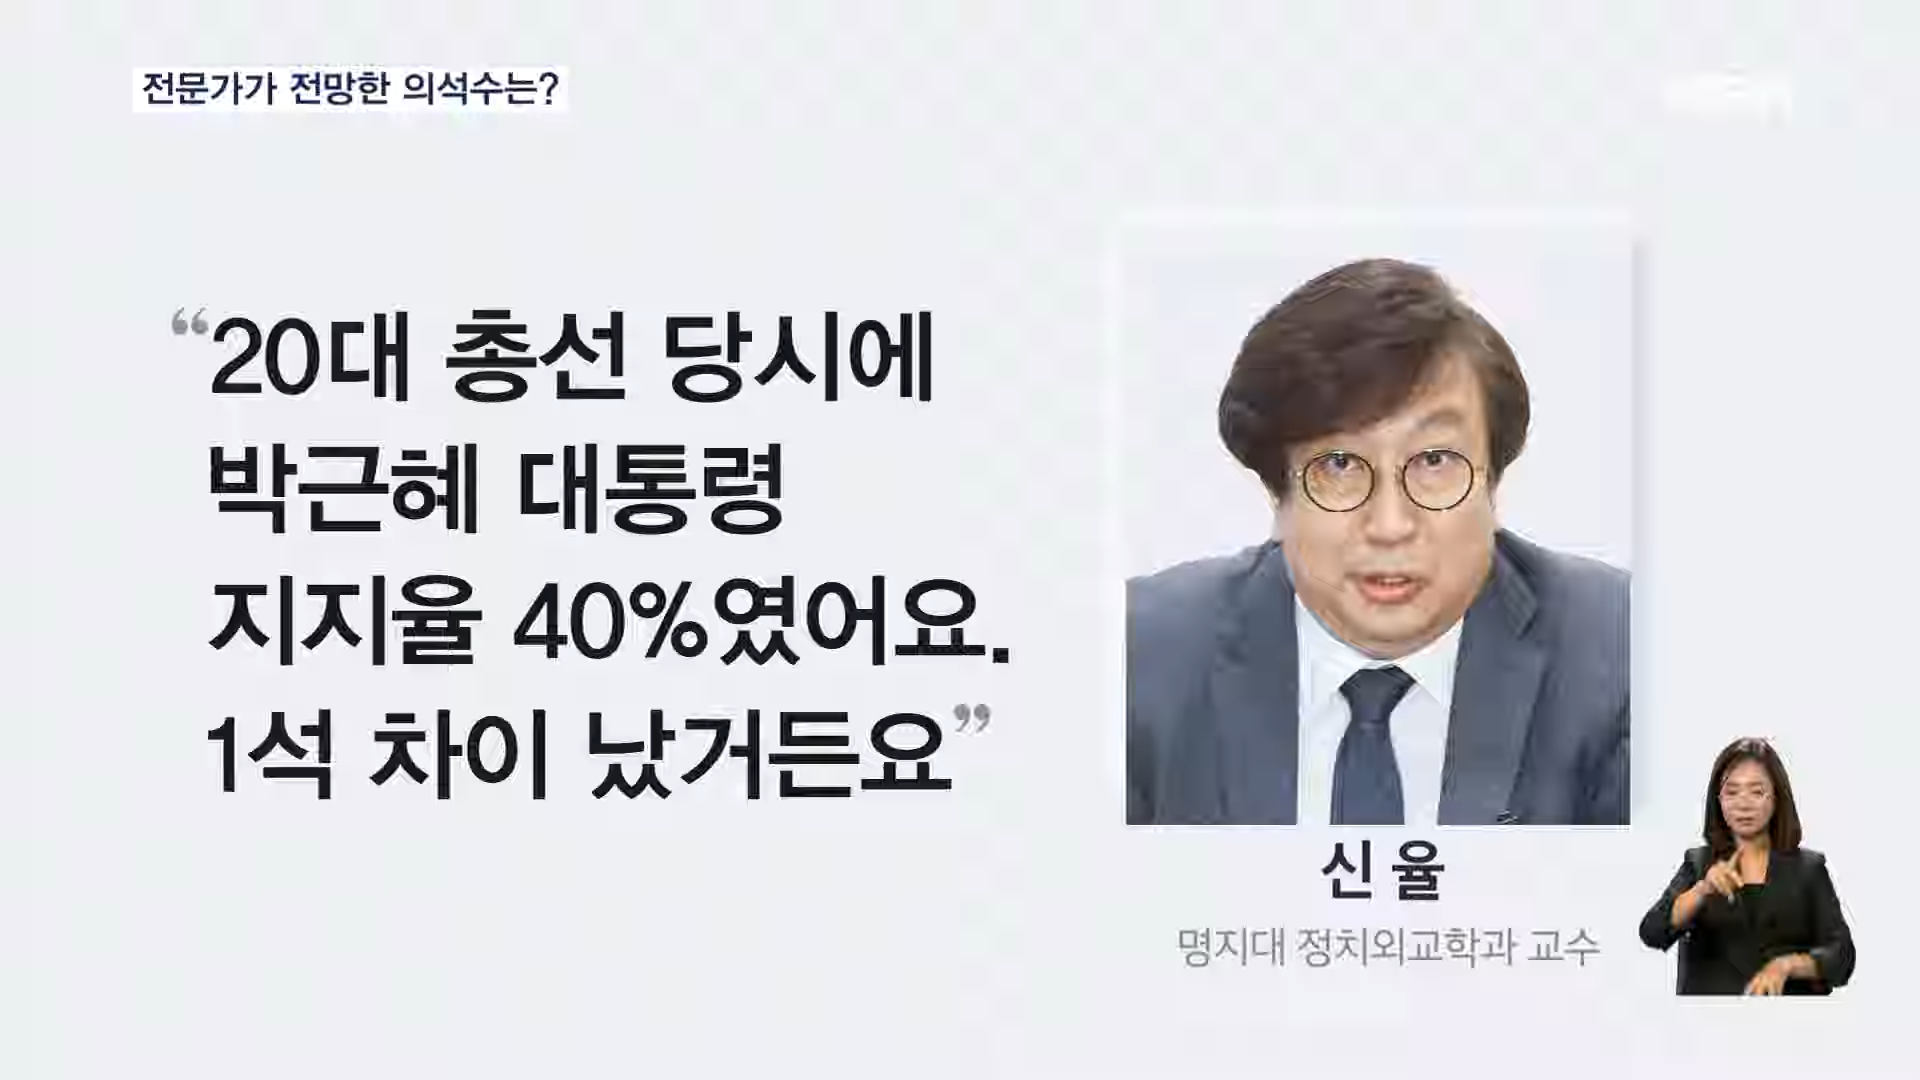 전문가가 전망한 의석수는?
“20대 총선 당시에
박근혜 대통령
지지율 40%였어요.
1석 차이 났거든요”
신 율
명지대 정치외교학과 교수